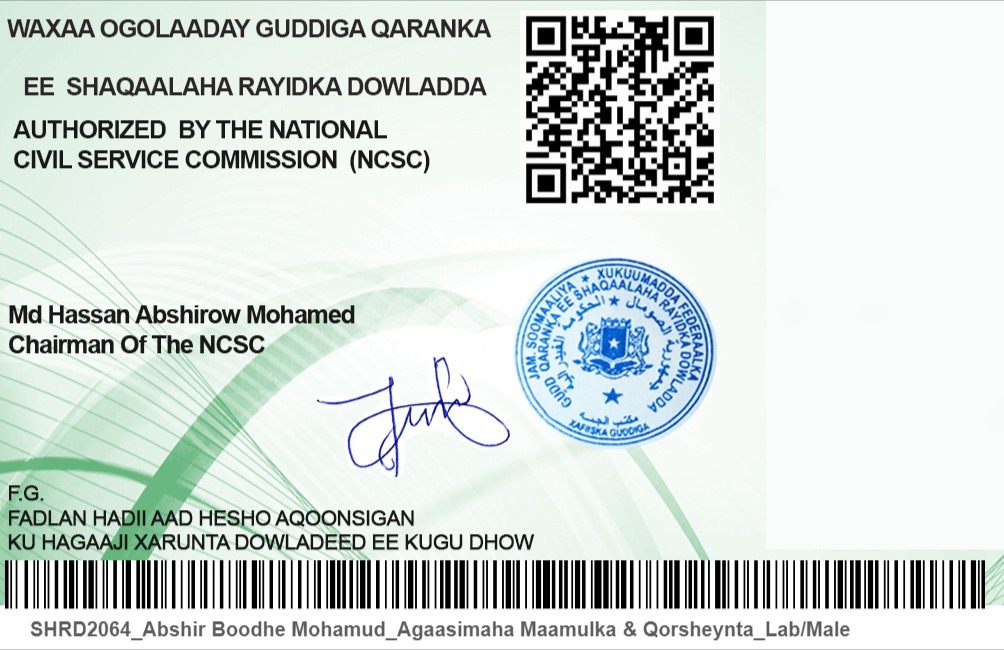 WAXAA OGOLAADAY GUDDIGA QARANKA
EE SHAQAALAHA RAYIDKA DOWLADDA
AUTHORIZED BY THE NATIONAL
CIVIL SERVICE COMMISSION (NCSC)
Md Hassan Abshirow Mohamed
Chairman Of The NCSC
JAM. SOOMAALIYA ★ XUKUUMADDA FEDERAALKA
GUDD QARANKA EE SHAQAALAHA RAYIDKA DOWLADDA
XAFIISKA GUDDIGA
F.G.
FADLAN HADII AAD HESHO AQOONSIGAN
KU HAGAAJI XARUNTA DOWLADEED EE KUGU DHOW
SHRD2064_Abshir Boodhe Mohamud_Agaasimaha Maamulka & Qorsheynta_Lab/Male